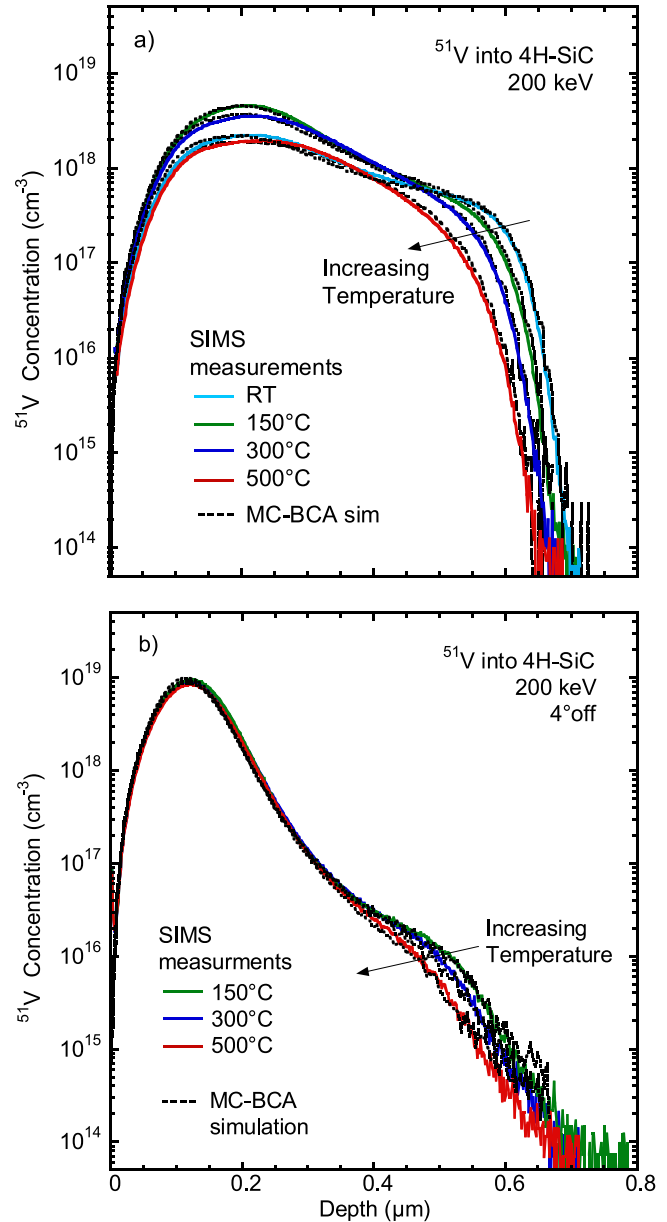 a)
⁵¹V into 4H-SiC
200 keV
10¹⁹
10¹⁸
10¹⁷
10¹⁶
10¹⁵
10¹⁴
⁵¹V Concentration (cm⁻³)
Increasing
Temperature
SIMS
measurements
RT
150°C
300°C
500°C
MC-BCA sim
b)
⁵¹V into 4H-SiC
200 keV
4°off
10¹⁹
10¹⁸
10¹⁷
10¹⁶
10¹⁵
10¹⁴
⁵¹V Concentration (cm⁻³)
Increasing
Temperature
SIMS
measurments
150°C
300°C
500°C
MC-BCA
simulation
0 0.2 0.4 0.6 0.8
Depth (μm)